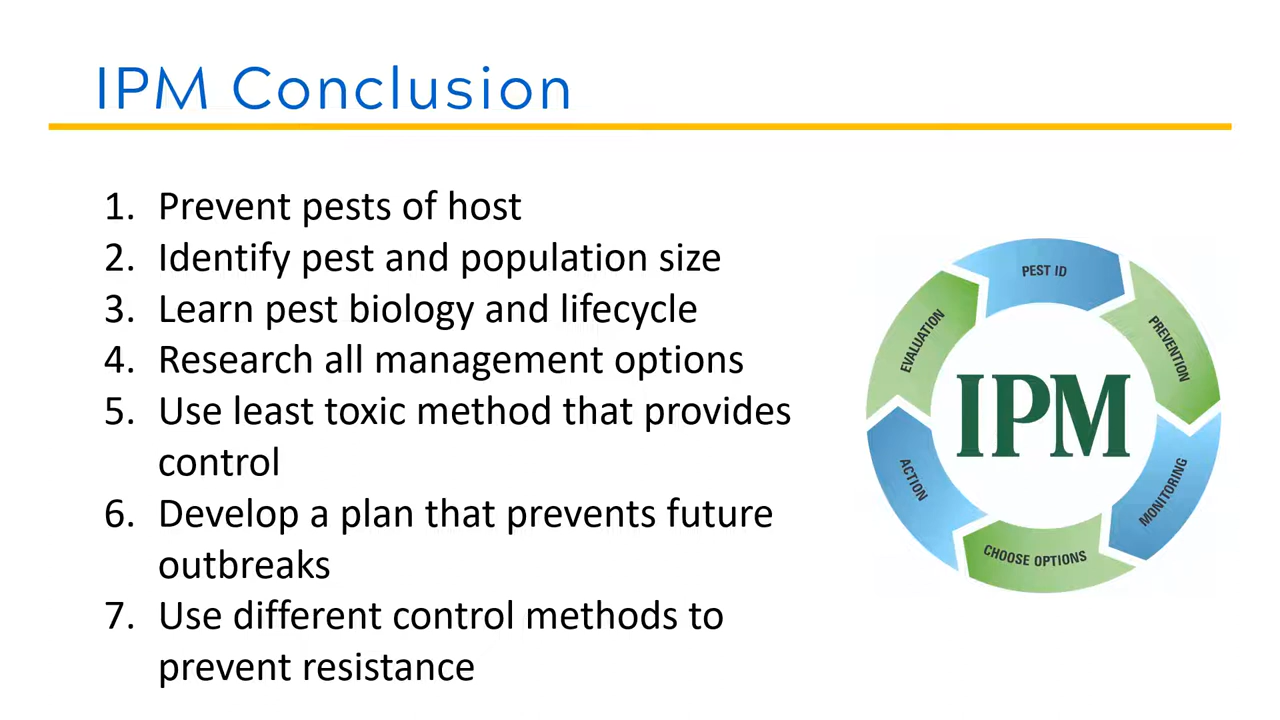 IPM Conclusion
1. Prevent pests of host
2. Identify pest and population size
3. Learn pest biology and lifecycle
4. Research all management options
5. Use least toxic method that provides
control
6. Develop a plan that prevents future
outbreaks
7. Use different control methods to
prevent resistance
PEST ID
PREVENTION
MONITORING
CHOOSE OPTIONS
ACTION
EVALUATION
IPM